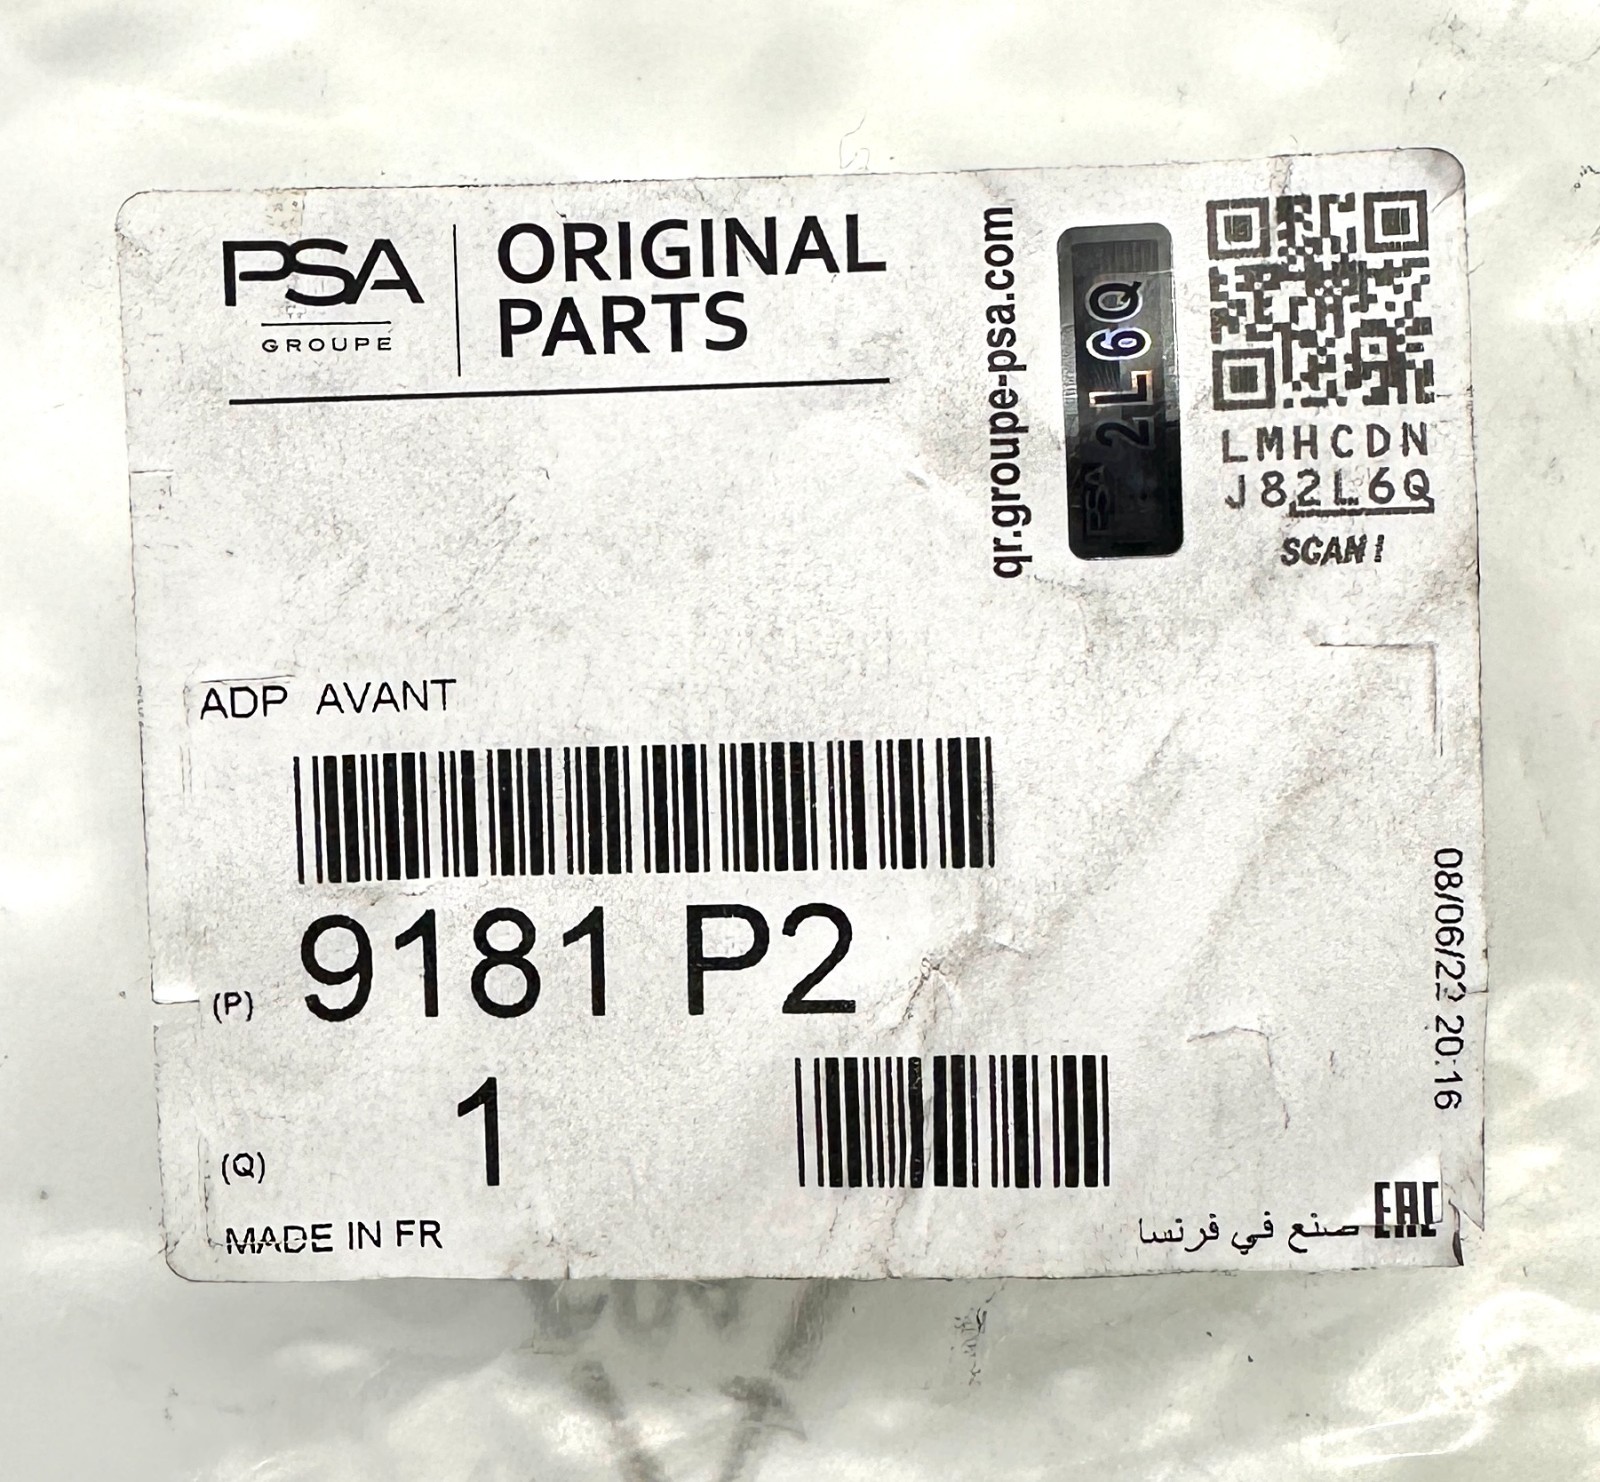 PSA
GROUPE
ORIGINAL
PARTS
qr.groupe-psa.com
PSA 2L6Q
LMHCDN
J82L6Q
SCAN!
ADP AVANT
(P) 9181 P2
(Q) 1
08/06/22 20:16
MADE IN FR
صنع في فرنسا
EAC